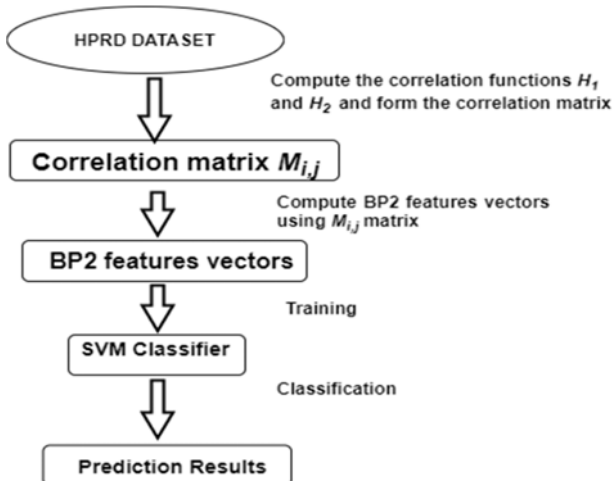 HPRD DATASET
Compute the correlation functions H₁
and H₂ and form the correlation matrix
Correlation matrix Mᵢ,ⱼ
Compute BP2 features vectors
using Mᵢ,ⱼ matrix
BP2 features vectors
Training
SVM Classifier
Classification
Prediction Results